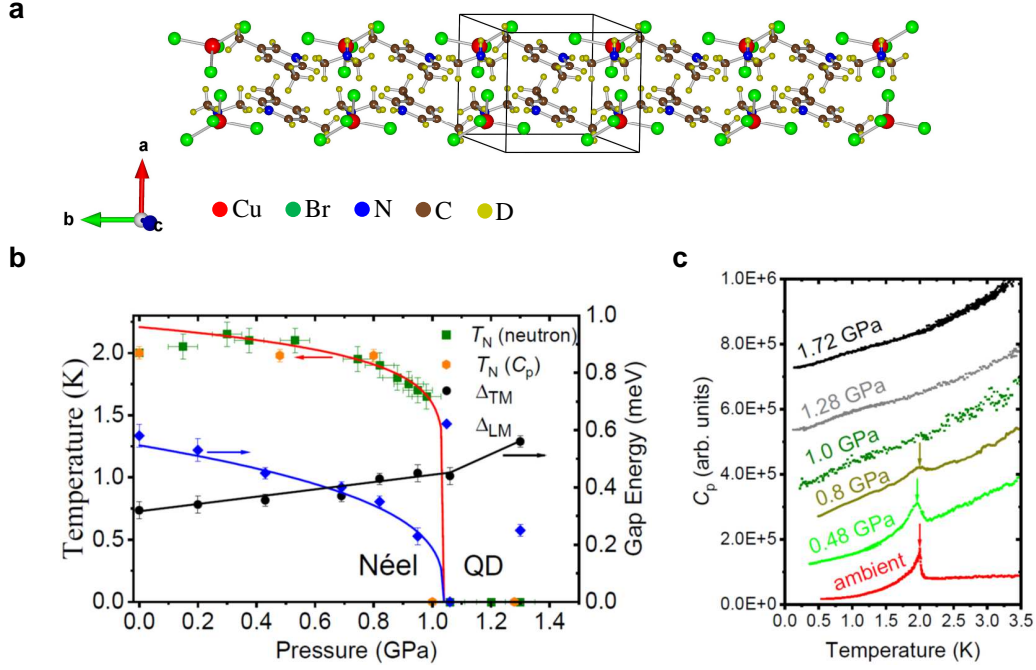 a
a
b
c
Cu Br N C D
b
Temperature (K)
2.0
1.5
1.0
0.5
0.0
0.0 0.2 0.4 0.6 0.8 1.0 1.2 1.4
Pressure (GPa)
1.0
0.8
0.6
0.4
0.2
0.0
Gap Energy (meV)
T_N (neutron)
T_N (C_p)
Δ_TM
Δ_LM
Néel QD
c
C_p (arb. units)
1.0E+6
8.0E+5
6.0E+5
4.0E+5
2.0E+5
0.0E+0
1.72 GPa
1.28 GPa
1.0 GPa
0.8 GPa
0.48 GPa
ambient
0.0 0.5 1.0 1.5 2.0 2.5 3.0 3.5
Temperature (K)